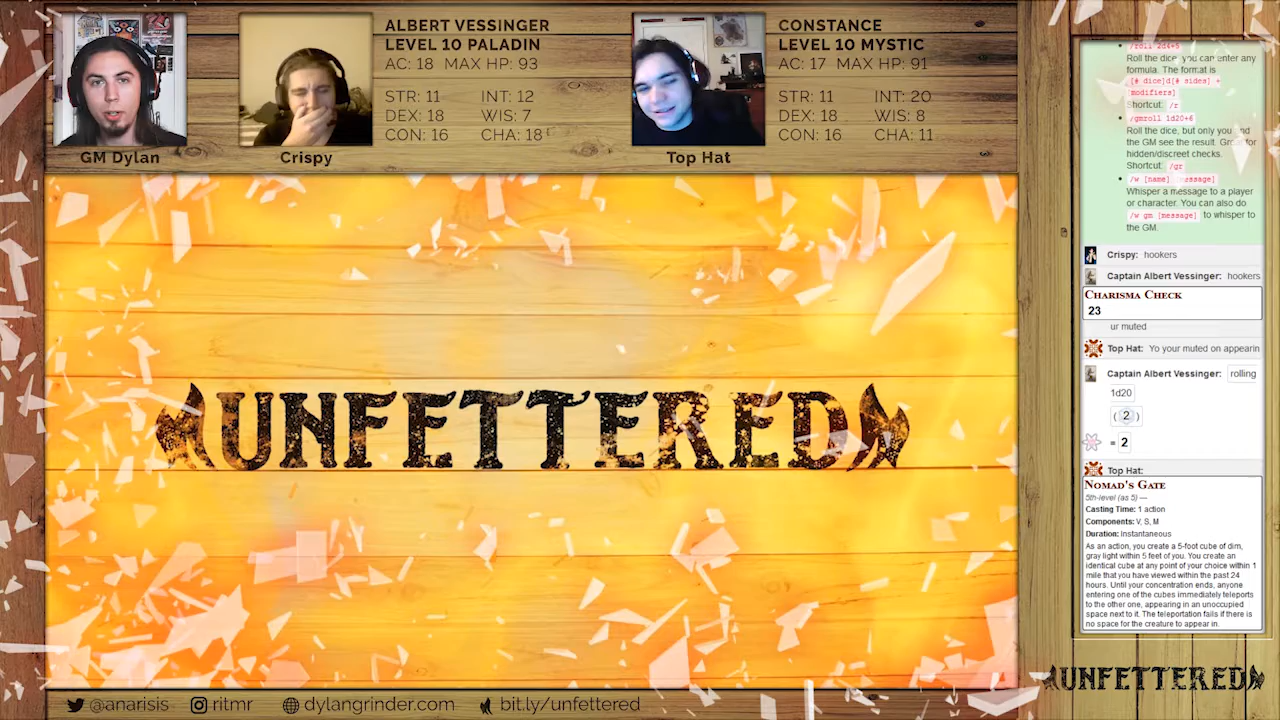 GM Dylan
Crispy
ALBERT VESSINGER
LEVEL 10 PALADIN
AC: 18 MAX HP: 93
STR: 11 INT: 12
DEX: 18 WIS: 7
CON: 16 CHA: 18
Top Hat
CONSTANCE
LEVEL 10 MYSTIC
AC: 17 MAX HP: 91
STR: 11 INT: 20
DEX: 18 WIS: 8
CON: 16 CHA: 11
UNFETTERED
/roll 2d4+5
Roll the dice, you can enter any
formula. The format is
[# dice]d[# sides] +
[modifiers]
Shortcut: /r
/gmroll 1d20+6
Roll the dice, but only you and
the GM see the result. Great for
hidden/discreet checks.
Shortcut: /gr
/w [name] [message]
Whisper a message to a player
or character. You can also do
/w gm [message] to whisper to
the GM.
Crispy: hookers
Captain Albert Vessinger: hookers
CHARISMA CHECK
23
ur muted
Top Hat: Yo your muted on appearin
Captain Albert Vessinger: rolling
1d20
(2)
= 2
Top Hat:
NOMAD'S GATE
5th-level (as 5) —
Casting Time: 1 action
Components: V, S, M
Duration: Instantaneous
As an action, you create a 5-foot cube of dim,
gray light within 5 feet of you. You create an
identical cube at any point of your choice within 1
mile that you have viewed within the past 24
hours. Until your concentration ends, anyone
entering one of the cubes immediately teleports
to the other one, appearing in an unoccupied
space next to it. The teleportation fails if there is
no space for the creature to appear in.
@anarisis ritmr dylangrinder.com bit.ly/unfettered
UNFETTERED